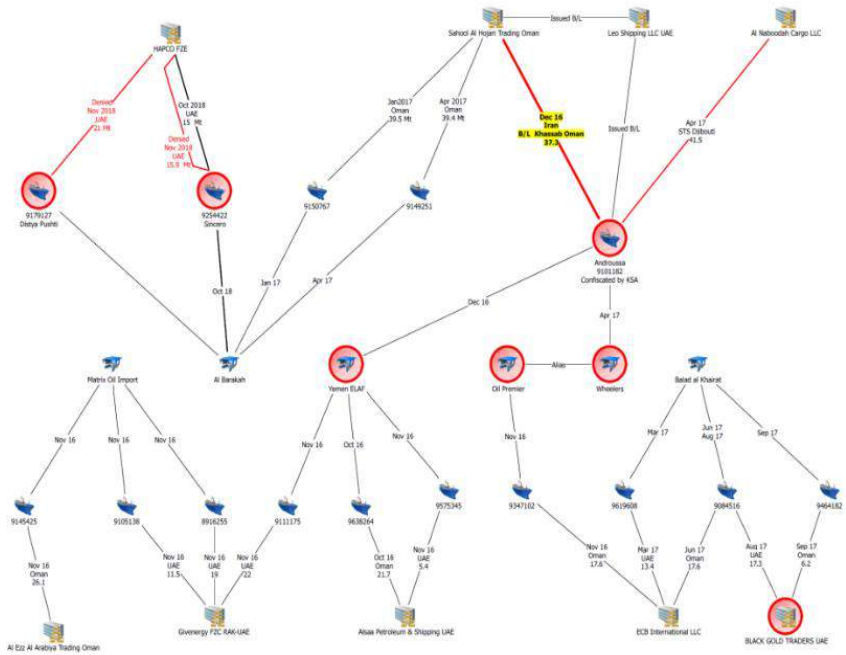 Sahool Al Hojan Trading Oman
Issued B/L
Leo Shipping LLC UAE
Al Naboodah Cargo LLC
HAPCO FZE
Denied
Nov 2018
UAE
21 Mt
Oct 2018
UAE
15 Mt
Denied
Nov 2018
UAE
15.9 Mt
Jan2017
Oman
39.5 Mt
Apr 2017
Oman
39.4 Mt
Dec 16
Iran
B/L Khassab Oman
37.3
Issued B/L
Apr 17
STS Djibouti
41.5
9179127
Distya Pushti
9254422
Sincero
9150767
9149251
Androussa
9101182
Confiscated by KSA
Oct 18
Jan 17
Apr 17
Dec 16
Apr 17
Matrix Oil Import
Al Barakah
Yemen ELAF
Oil Premier
Alias
Wheelers
Balad al Khairat
Nov 16
Nov 16
Nov 16
Nov 16
Oct 16
Nov 16
Nov 16
Mar 17
Jun 17
Aug 17
Sep 17
9145425
9105138
8916255
9111175
9638264
9575345
9347102
9619608
9084516
9464182
Nov 16
Oman
26.1
Nov 16
UAE
11.5
Nov 16
UAE
19
Nov 16
UAE
22
Oct 16
Oman
21.7
Nov 16
UAE
5.4
Nov 16
Oman
17.6
Mar 17
UAE
13.4
Jun 17
Oman
17.6
Aug 17
UAE
17.3
Sep 17
Oman
6.2
Al Ezz Al Arabiya Trading Oman
Givenergy FZC RAK-UAE
Alsaa Petroleum & Shipping UAE
ECB International LLC
BLACK GOLD TRADERS UAE